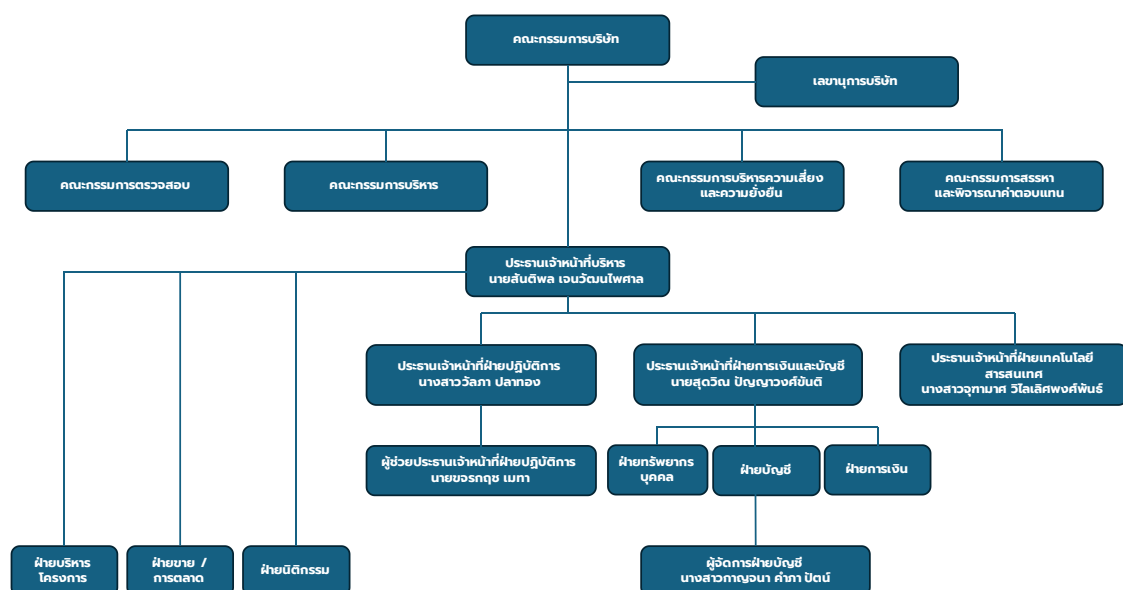 คณะกรรมการบริษัท
เลขานุการบริษัท
คณะกรรมการตรวจสอบ
คณะกรรมการบริหาร
คณะกรรมการบริหารความเสี่ยง
และความยั่งยืน
คณะกรรมการสรรหา
และพิจารณาค่าตอบแทน
ประธานเจ้าหน้าที่บริหาร
นายสันติพล เจนวัฒนไพศาล
ประธานเจ้าหน้าที่ฝ่ายปฏิบัติการ
นางสาววัลภา ปลาทอง
ประธานเจ้าหน้าที่ฝ่ายการเงินและบัญชี
นายสุดวิณ ปัญญาวงศ์ขันติ
ประธานเจ้าหน้าที่ฝ่ายเทคโนโลยี
สารสนเทศ
นางสาวจุฑามาศ วิไลเลิศพงศ์พันธ์
ผู้ช่วยประธานเจ้าหน้าที่ฝ่ายปฏิบัติการ
นายขจรกฤช เมทา
ฝ่ายทรัพยากร
บุคคล
ฝ่ายบัญชี
ฝ่ายการเงิน
ฝ่ายบริหาร
โครงการ
ฝ่ายขาย /
การตลาด
ฝ่ายนิติกรรม
ผู้จัดการฝ่ายบัญชี
นางสาวกาญจนา คำภา ปัตน์